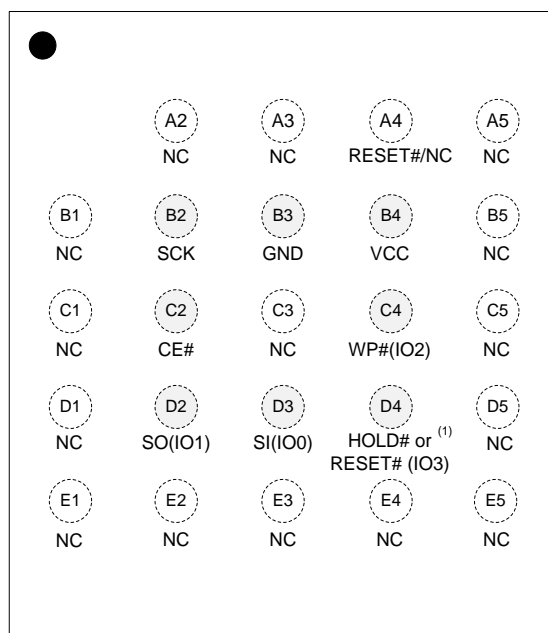 A2 A3 A4 A5
NC NC RESET#/NC NC
B1 B2 B3 B4 B5
NC SCK GND VCC NC
C1 C2 C3 C4 C5
NC CE# NC WP#(IO2) NC
D1 D2 D3 D4 D5
NC SO(IO1) SI(IO0) HOLD# or (1) NC
RESET# (IO3)
E1 E2 E3 E4 E5
NC NC NC NC NC